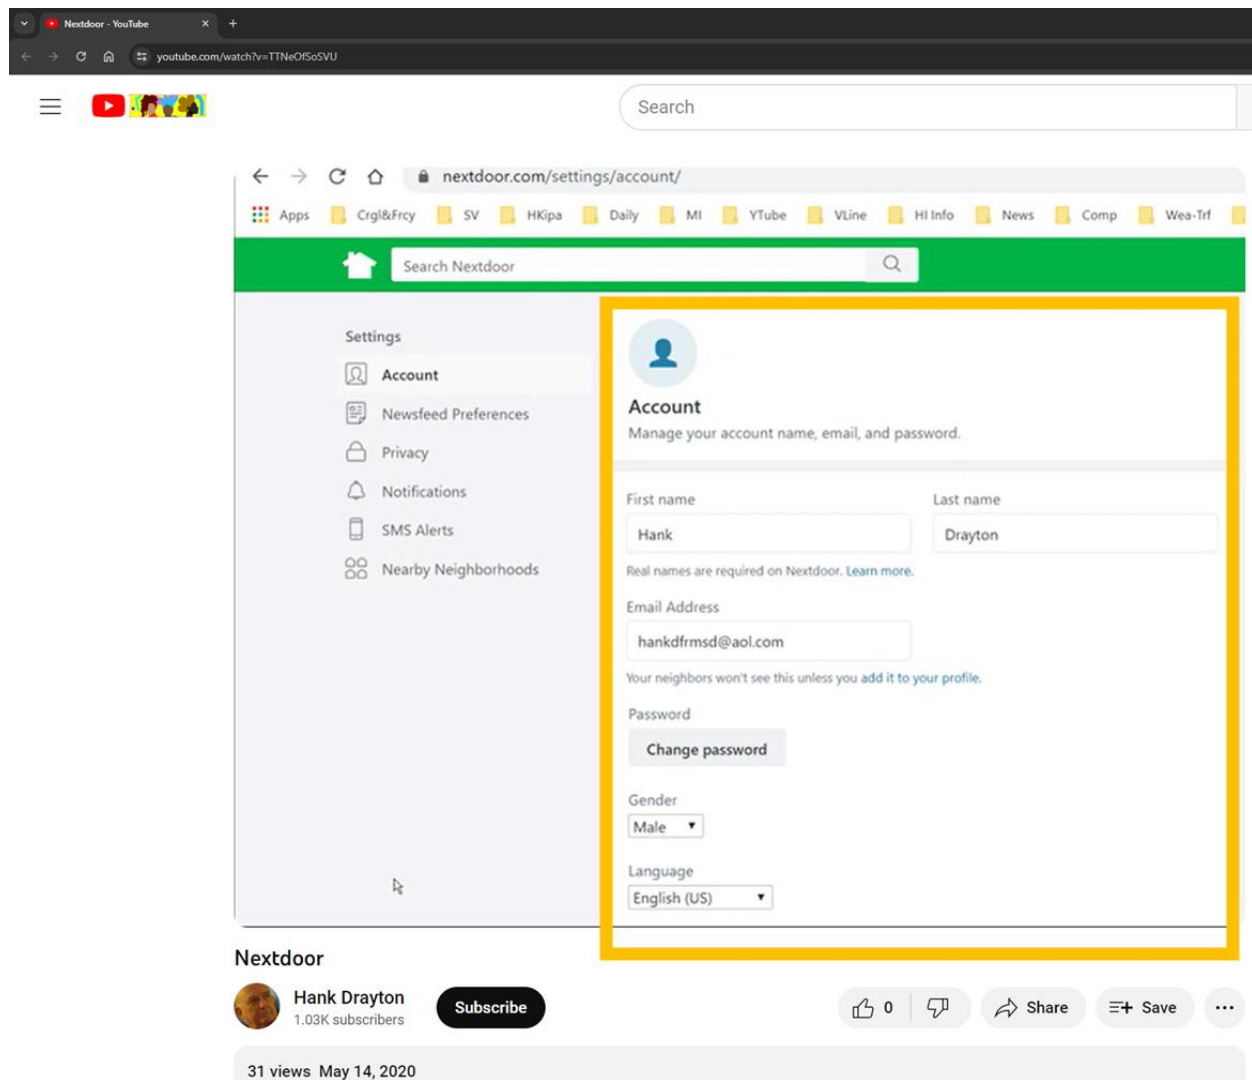 Nextdoor - YouTube
youtube.com/watch?v=TTNeOfSoSVU
Search
nextdoor.com/settings/account/
Apps Crgl&Frcy SV HKipa Daily MI YTube VLine HI Info News Comp Wea-Trf
Search Nextdoor
Settings
Account
Newsfeed Preferences
Privacy
Notifications
SMS Alerts
Nearby Neighborhoods
Account
Manage your account name, email, and password.
First name Last name
Hank Drayton
Real names are required on Nextdoor. Learn more.
Email Address
hankdfrmsd@aol.com
Your neighbors won't see this unless you add it to your profile.
Password
Change password
Gender
Male
Language
English (US)
Nextdoor
Hank Drayton
1.03K subscribers
Subscribe
0
Share
Save
31 views May 14, 2020